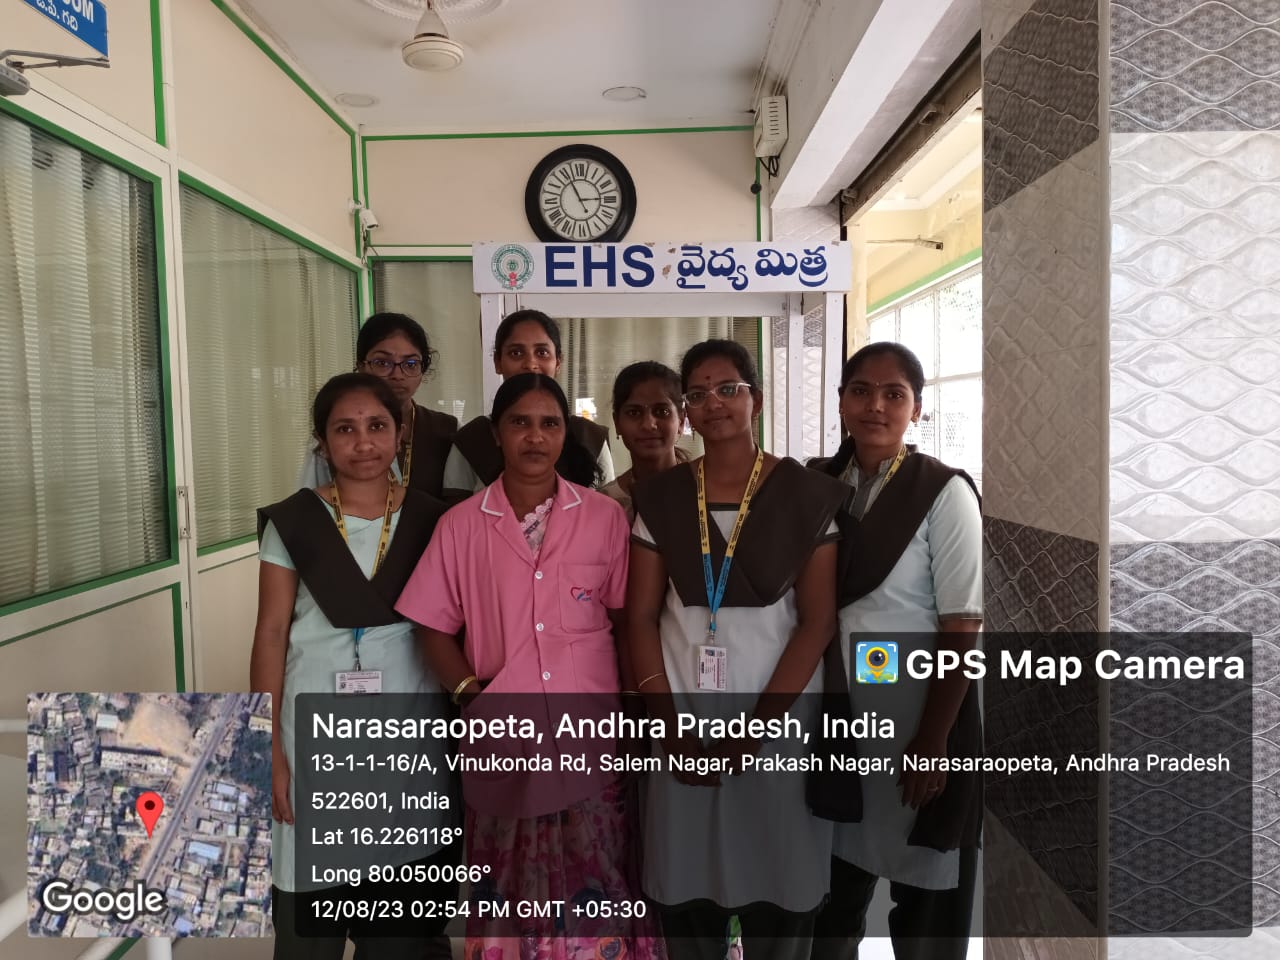 OOM
ఓ.పి. గది
EHS వైద్య మిత్ర
GPS Map Camera
Narasaraopeta, Andhra Pradesh, India
13-1-1-16/A, Vinukonda Rd, Salem Nagar, Prakash Nagar, Narasaraopeta, Andhra Pradesh
522601, India
Lat 16.226118°
Long 80.050066°
12/08/23 02:54 PM GMT +05:30
Google